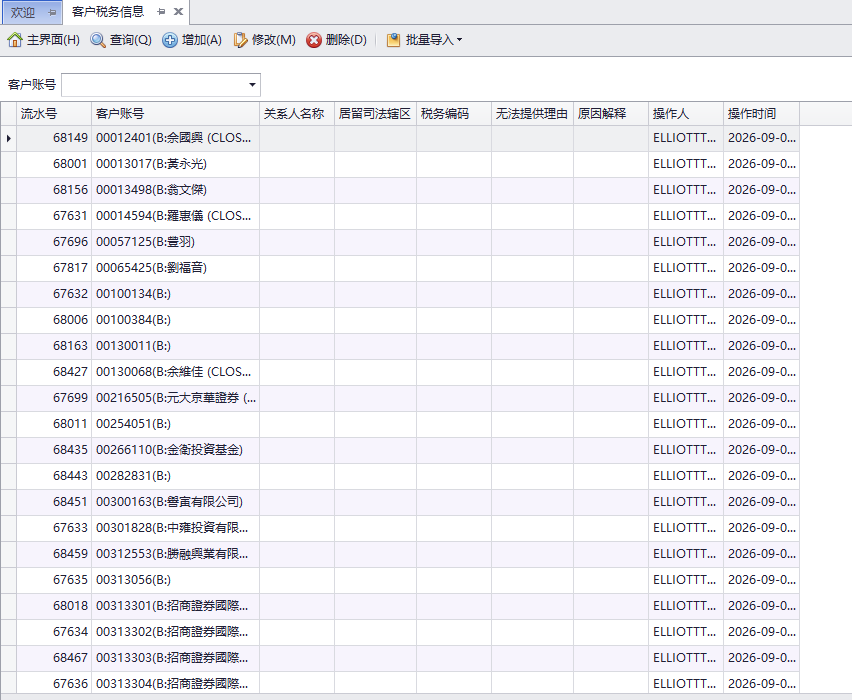 欢迎 客户税务信息
主界面(H) 查询(Q) 增加(A) 修改(M) 删除(D) 批量导入
客户账号
流水号 客户账号 关系人名称 居留司法辖区 税务编码 无法提供理由 原因解释 操作人 操作时间
68149 00012401(B:余國興 (CLOS... ELLIOTTT... 2026-09-0...
68001 00013017(B:黃永光) ELLIOTTT... 2026-09-0...
68156 00013498(B:翁文傑) ELLIOTTT... 2026-09-0...
67631 00014594(B:羅惠儀 (CLOS... ELLIOTTT... 2026-09-0...
67696 00057125(B:豐羽) ELLIOTTT... 2026-09-0...
67817 00065425(B:劉福音) ELLIOTTT... 2026-09-0...
67632 00100134(B:) ELLIOTTT... 2026-09-0...
68006 00100384(B:) ELLIOTTT... 2026-09-0...
68163 00130011(B:) ELLIOTTT... 2026-09-0...
68427 00130068(B:余維佳 (CLOS... ELLIOTTT... 2026-09-0...
67699 00216505(B:元大京華證券 (... ELLIOTTT... 2026-09-0...
68011 00254051(B:) ELLIOTTT... 2026-09-0...
68435 00266110(B:金衛投資基金) ELLIOTTT... 2026-09-0...
68443 00282831(B:) ELLIOTTT... 2026-09-0...
68451 00300163(B:譽富有限公司) ELLIOTTT... 2026-09-0...
67633 00301828(B:中雍投資有限... ELLIOTTT... 2026-09-0...
68459 00312553(B:勝融興業有限... ELLIOTTT... 2026-09-0...
67635 00313056(B:) ELLIOTTT... 2026-09-0...
68018 00313301(B:招商證券國際... ELLIOTTT... 2026-09-0...
67634 00313302(B:招商證券國際... ELLIOTTT... 2026-09-0...
68467 00313303(B:招商證券國際... ELLIOTTT... 2026-09-0...
67636 00313304(B:招商證券國際... ELLIOTTT... 2026-09-0...